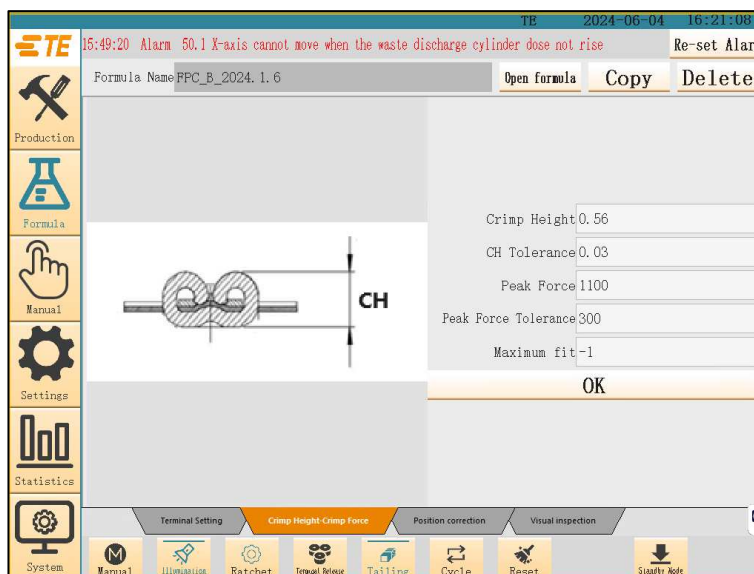 TE 2024-06-04 16:21:08
TE
15:49:20 Alarm 50.1 X-axis cannot move when the waste discharge cylinder dose not rise
Re-set Alar
Formula Name FPC_B_2024.1.6
Open formula
Copy
Delete
Production
Formula
Manual
Settings
Statistics
System
CH
Crimp Height 0.56
CH Tolerance 0.03
Peak Force 1100
Peak Force Tolerance 300
Maximum fit -1
OK
Terminal Setting
Crimp Height-Crimp Force
Position correction
Visual inspection
M
Manual
Illumination
Ratchet
Terminal Release
Tailing
Cycle
Reset
Standby Mode